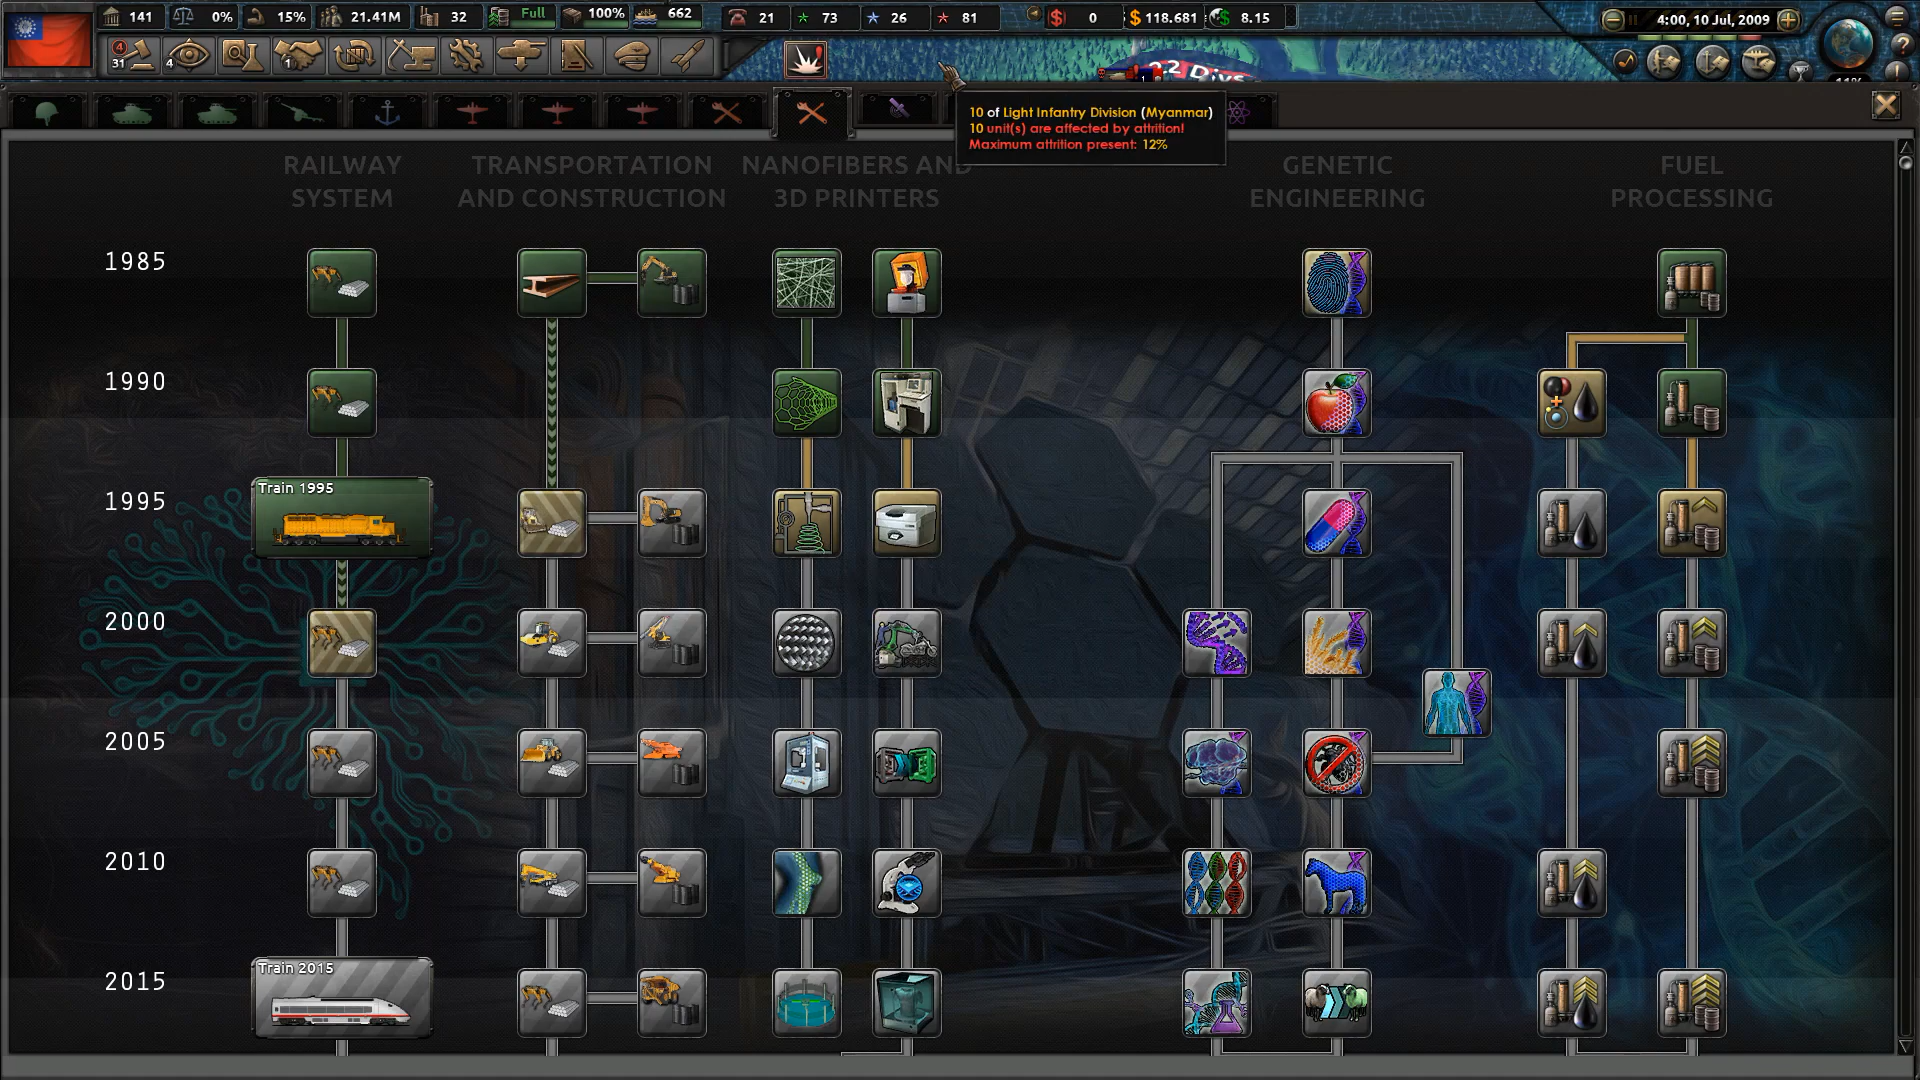 141
0%
15%
21.41M
32
Full
100%
662
21
73
26
81
0
$ 118.681
8.15
4:00, 10 Jul, 2009
4
31
4
1
1
10 of Light Infantry Division (Myanmar)
10 unit(s) are affected by attrition!
Maximum attrition present: 12%
RAILWAY
SYSTEM
TRANSPORTATION
AND CONSTRUCTION
NANOFIBERS AND
3D PRINTERS
GENETIC
ENGINEERING
FUEL
PROCESSING
1985
1990
1995
Train 1995
2000
2005
2010
2015
Train 2015